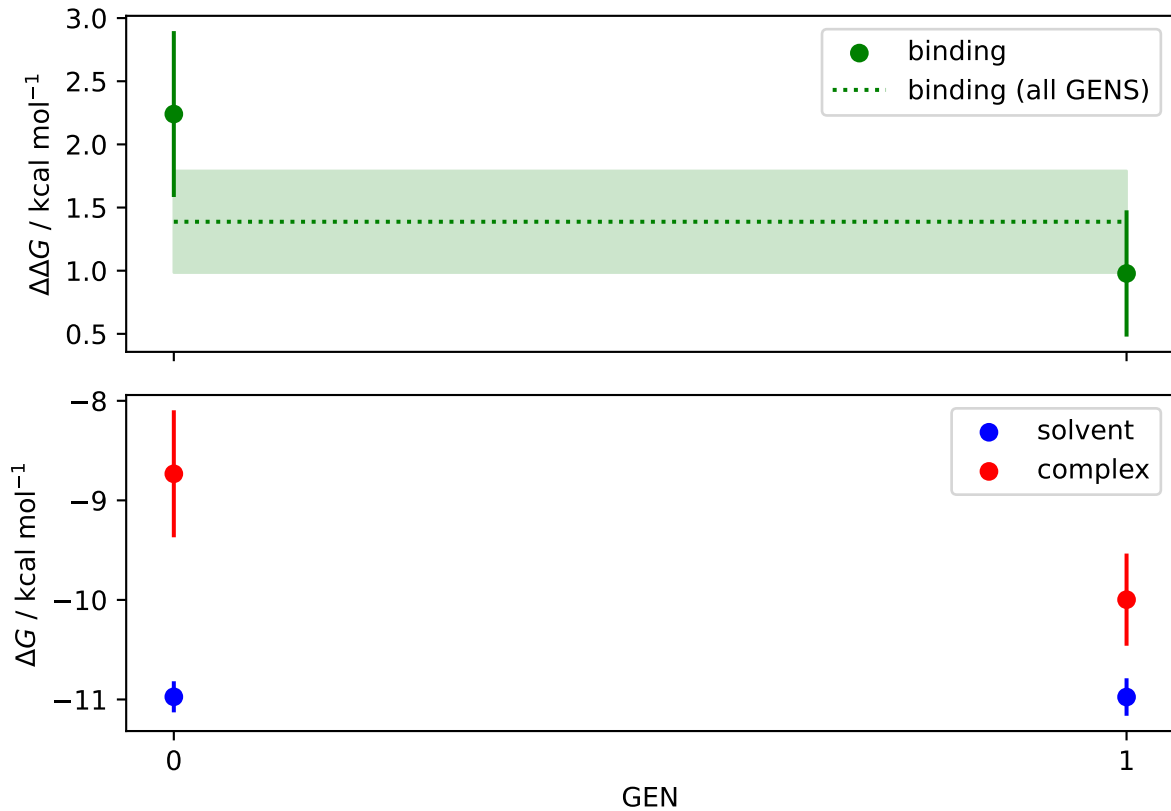 3.0
2.5
2.0
1.5
1.0
0.5
ΔΔG / kcal mol⁻¹
binding
binding (all GENS)
−8
−9
−10
−11
ΔG / kcal mol⁻¹
solvent
complex
0
1
GEN